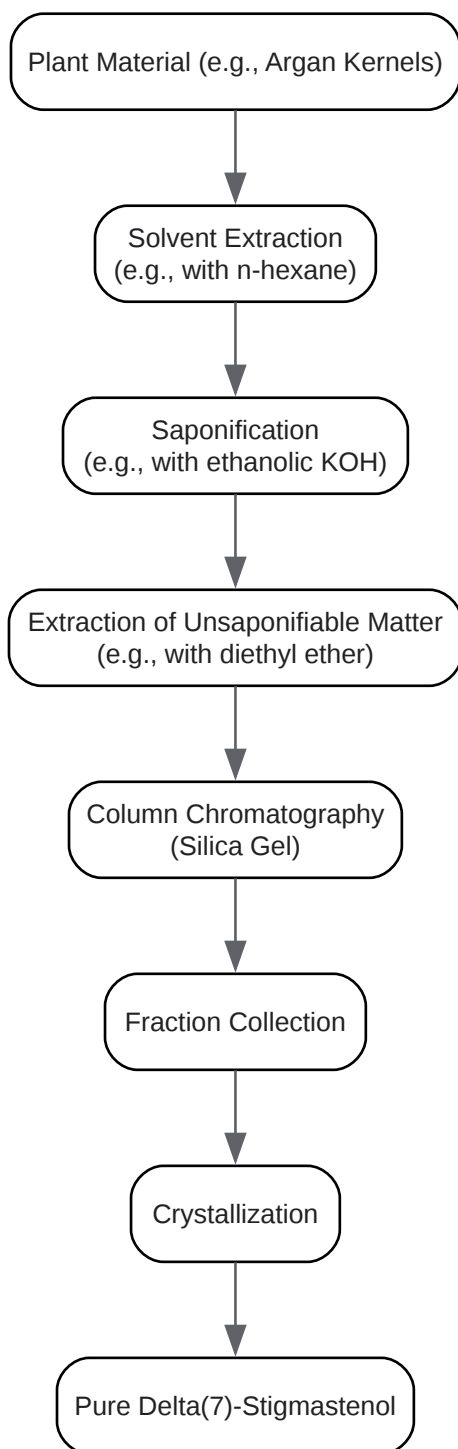 Plant Material (e.g., Argan Kernels)
Solvent Extraction
(e.g., with n-hexane)
Saponification
(e.g., with ethanolic KOH)
Extraction of Unsaponifiable Matter
(e.g., with diethyl ether)
Column Chromatography
(Silica Gel)
Fraction Collection
Crystallization
Pure Delta(7)-Stigmastenol